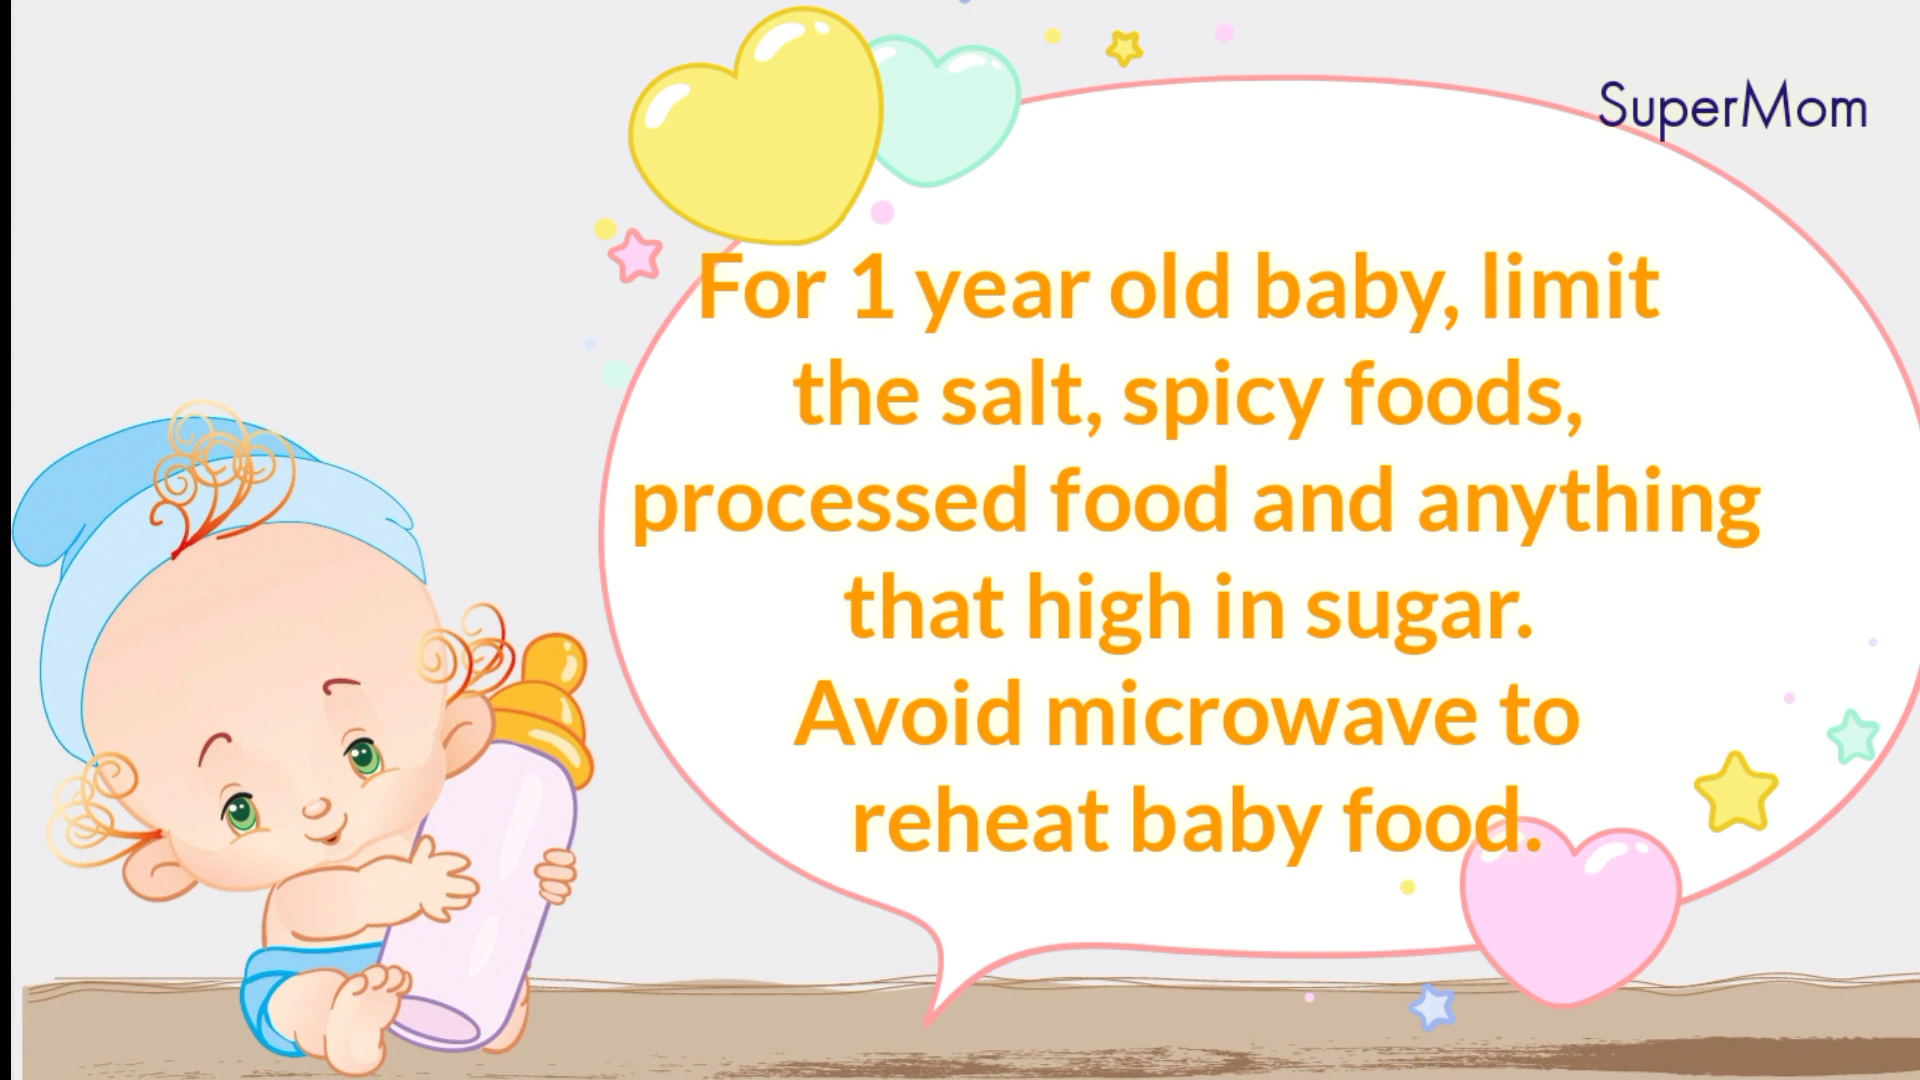 SuperMom
For 1 year old baby, limit
the salt, spicy foods,
processed food and anything
that high in sugar.
Avoid microwave to
reheat baby food.